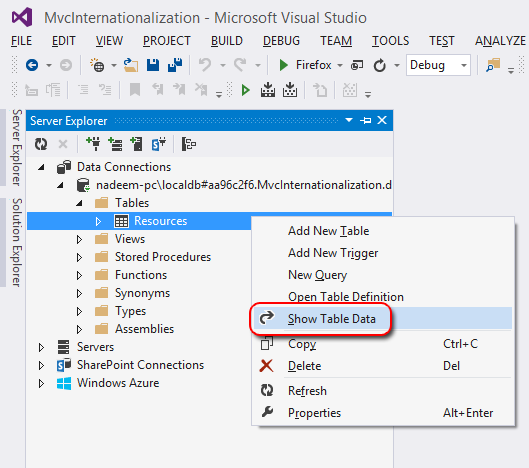 MvcInternationalization - Microsoft Visual Studio
FILE EDIT VIEW PROJECT BUILD DEBUG TEAM TOOLS TEST ANALYZE
Firefox Debug
Server Explorer
Solution Explorer
Server Explorer
Data Connections
nadeem-pc\localdb#aa96c2f6.MvcInternationalization.d
Tables
Resources
Views
Stored Procedures
Functions
Synonyms
Types
Assemblies
Servers
SharePoint Connections
Windows Azure
Add New Table
Add New Trigger
New Query
Open Table Definition
Show Table Data
Copy Ctrl+C
Delete Del
Refresh
Properties Alt+Enter